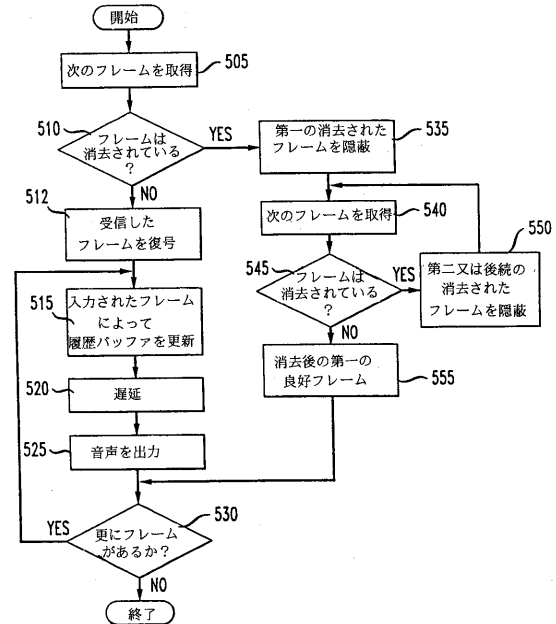 開始
次のフレームを取得
505
510
フレームは
消去されている
?
YES
NO
512
受信した
フレームを復号
515
入力されたフレーム
によって
履歴バッファを更新
520
遅延
525
音声を出力
530
更にフレーム
があるか?
YES
NO
終了
第一の消去された
フレームを隠蔽
535
次のフレームを取得
540
545
フレームは
消去されている
?
YES
NO
550
第二又は後続の
消去された
フレームを隠蔽
消去後の第一の
良好フレーム
555